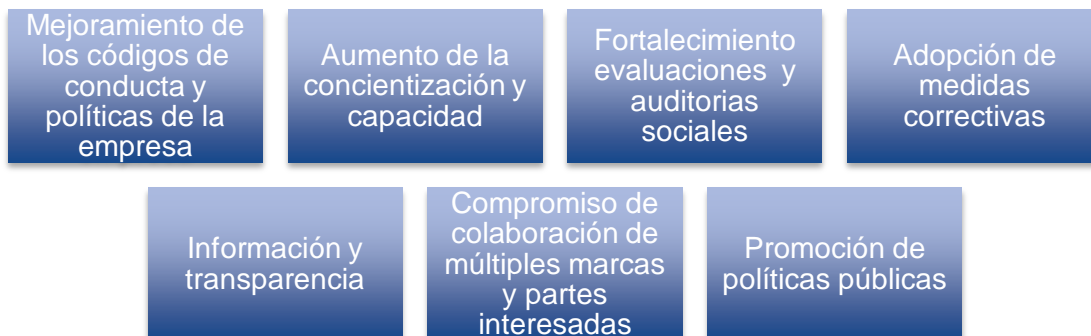 Mejoramiento de
los códigos de
conducta y
políticas de la
empresa
Aumento de la
concientización y
capacidad
Fortalecimiento
evaluaciones y
auditorias
sociales
Adopción de
medidas
correctivas
Información y
transparencia
Compromiso de
colaboración de
múltiples marcas
y partes
interesadas
Promoción de
políticas públicas